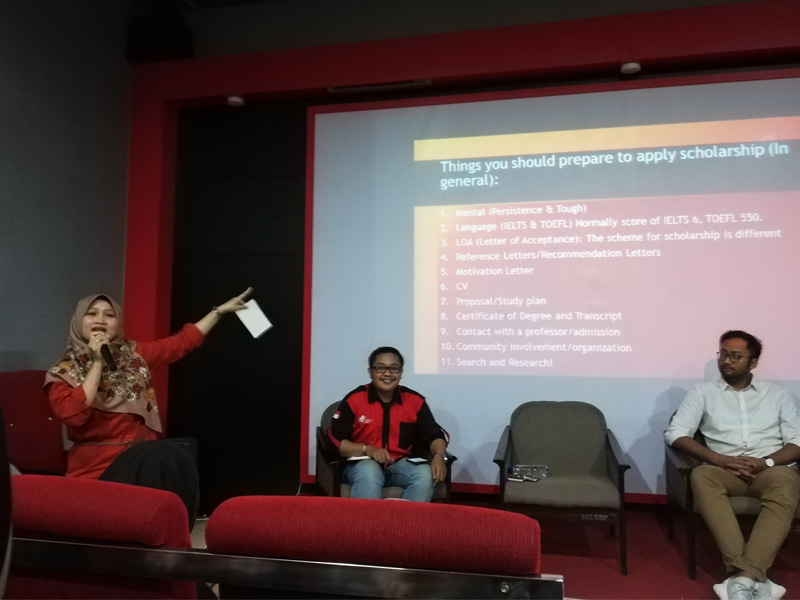 Things you should prepare to apply scholarship (In
general):
1. Mental (Persistence & Tough)
2. Language (IELTS & TOEFL) Normally score of IELTS 6, TOEFL 550.
3. LOA (Letter of Acceptance): The scheme for scholarship is different
4. Reference Letters/Recommendation Letters
5. Motivation Letter
6. CV
7. Proposal/Study plan
8. Certificate of Degree and Transcript
9. Contact with a professor/admission
10. Community involvement/organization
11. Search and Research!